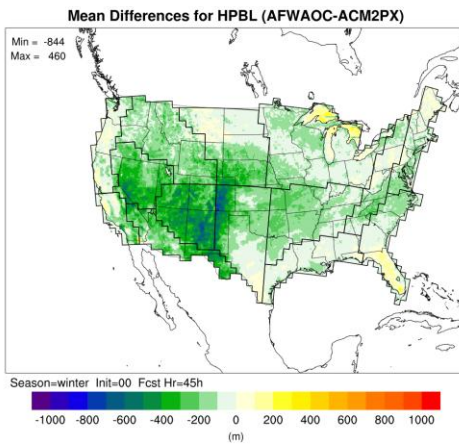 Mean Differences for HPBL (AFWAOC-ACM2PX)
Min = -844
Max = 460
Season=winter Init=00 Fcst Hr=45h
-1000 -800 -600 -400 -200 0 200 400 600 800 1000
(m)